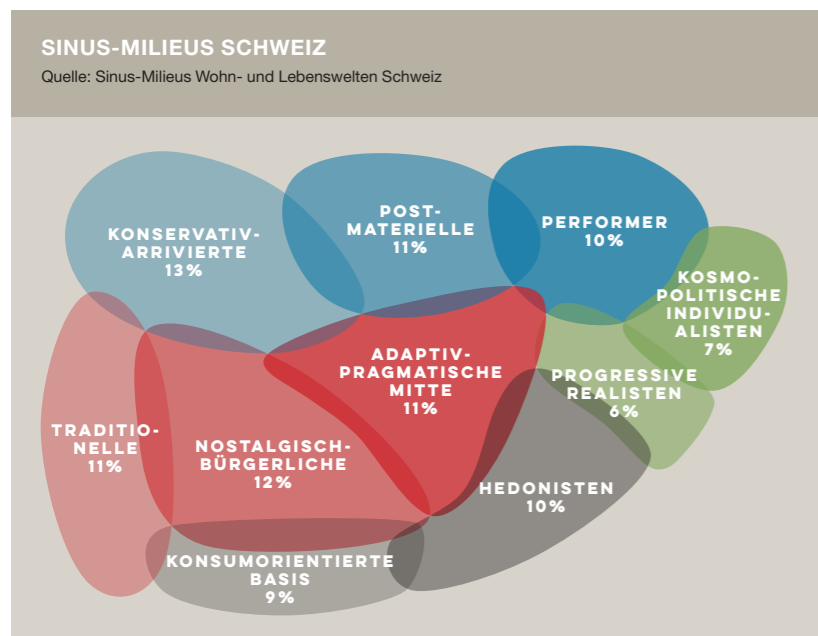 SINUS-MILIEUS SCHWEIZ
Quelle: Sinus-Milieus Wohn- und Lebenswelten Schweiz
KONSERVATIV-
ARRIVIERTE
13%
POST-
MATERIELLE
11%
PERFORMER
10%
KOSMO-
POLITISCHE
INDIVIDU-
ALISTEN
7%
ADAPTIV-
PRAGMATISCHE
MITTE
11%
PROGRESSIVE
REALISTEN
6%
TRADITIO-
NELLE
11%
NOSTALGISCH-
BÜRGERLICHE
12%
HEDONISTEN
10%
KONSUMORIENTIERTE
BASIS
9%